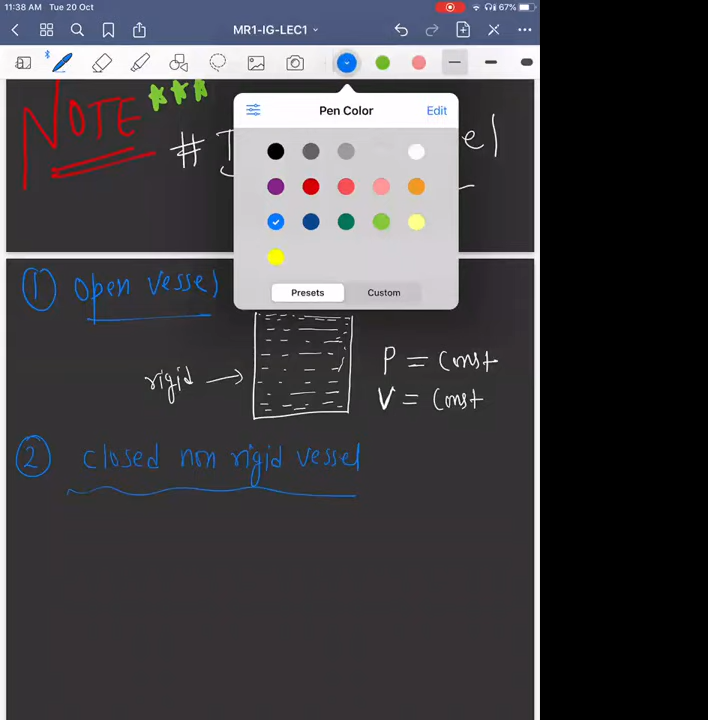 11:38 AM Tue 20 Oct
67%
MR1-IG-LEC1
NOTE
#
el
Pen Color
Edit
Presets
Custom
① open vessel
rigid →
P = Const
V = Const
② closed non rigid vessel